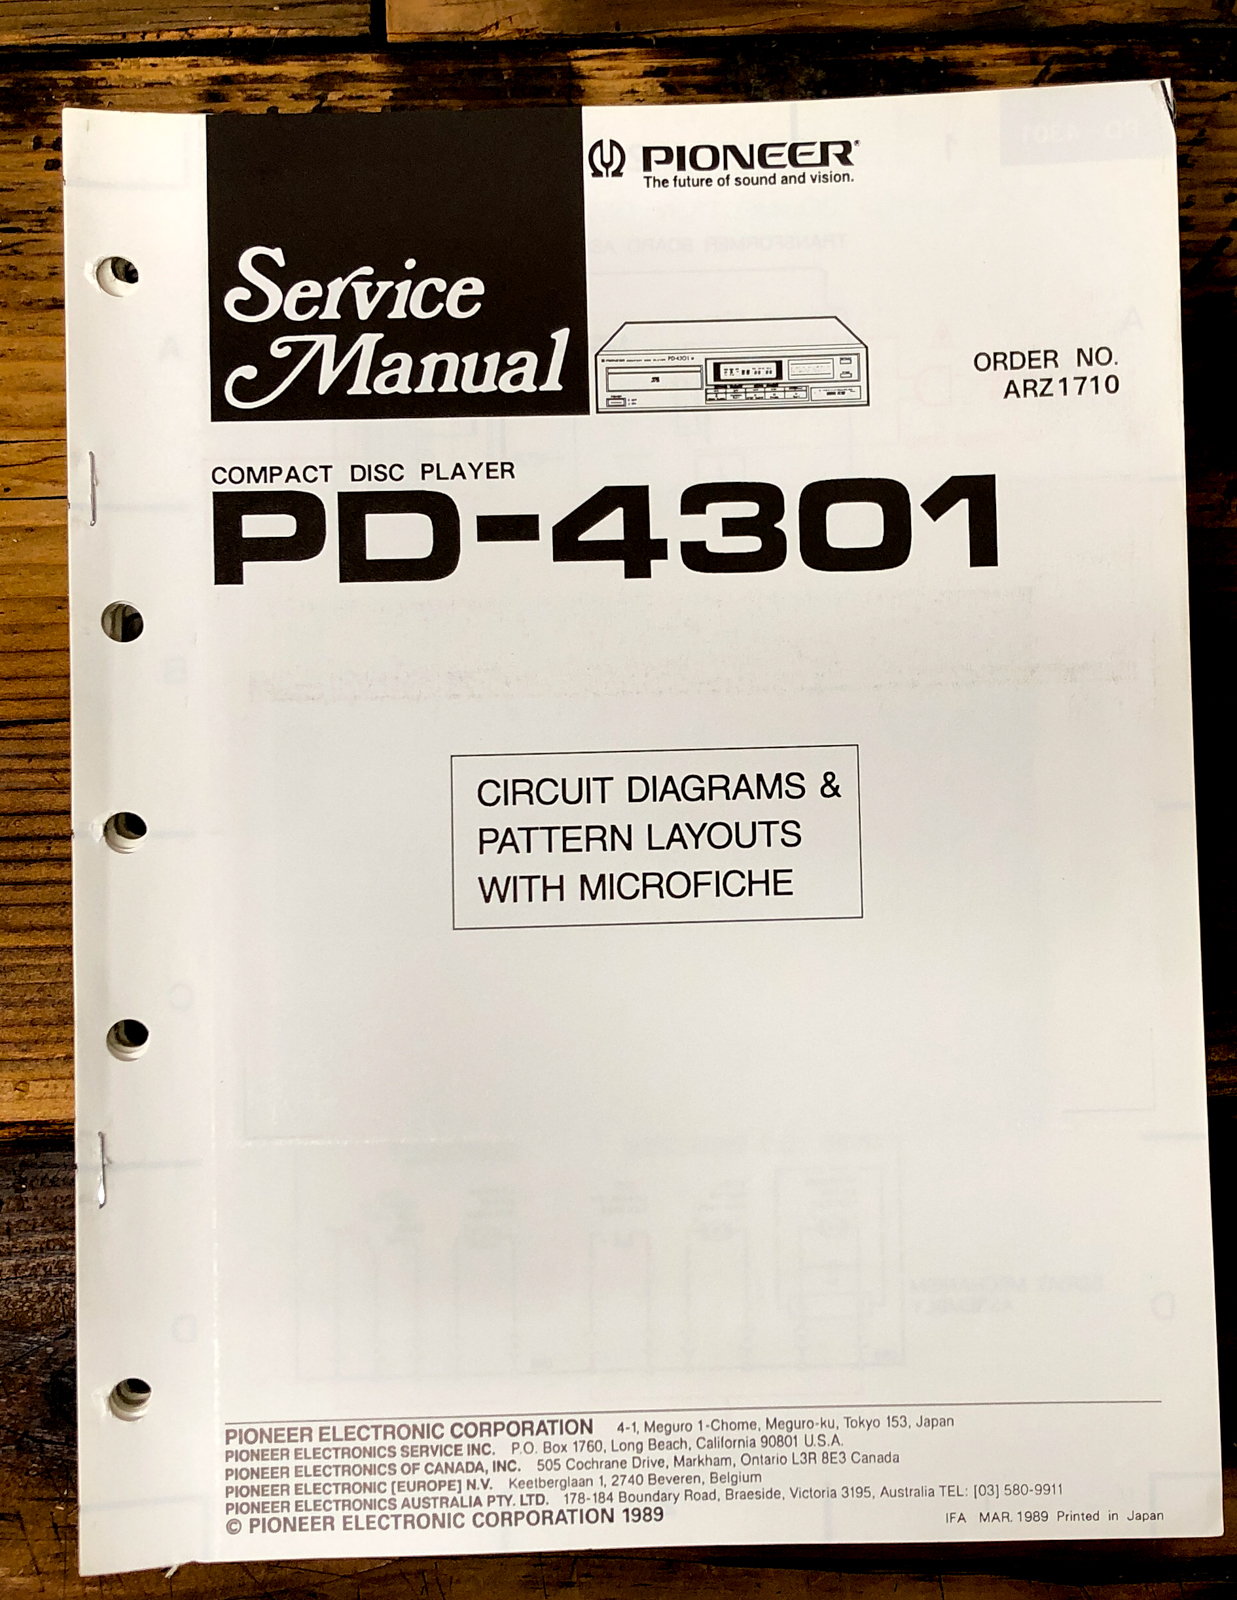 PIONEER®
The future of sound and vision.
Service
Manual
PD-4301
ORDER NO.
ARZ1710
COMPACT DISC PLAYER
PD-4301
CIRCUIT DIAGRAMS &
PATTERN LAYOUTS
WITH MICROFICHE
PIONEER ELECTRONIC CORPORATION 4-1, Meguro 1-Chome, Meguro-ku, Tokyo 153, Japan
PIONEER ELECTRONICS SERVICE INC. P.O. Box 1760, Long Beach, California 90801 U.S.A.
PIONEER ELECTRONICS OF CANADA, INC. 505 Cochrane Drive, Markham, Ontario L3R 8E3 Canada
PIONEER ELECTRONIC [EUROPE] N.V. Keetberglaan 1, 2740 Beveren, Belgium
PIONEER ELECTRONICS AUSTRALIA PTY. LTD. 178-184 Boundary Road, Braeside, Victoria 3195, Australia TEL: [03] 580-9911
© PIONEER ELECTRONIC CORPORATION 1989
IFA MAR. 1989 Printed in Japan